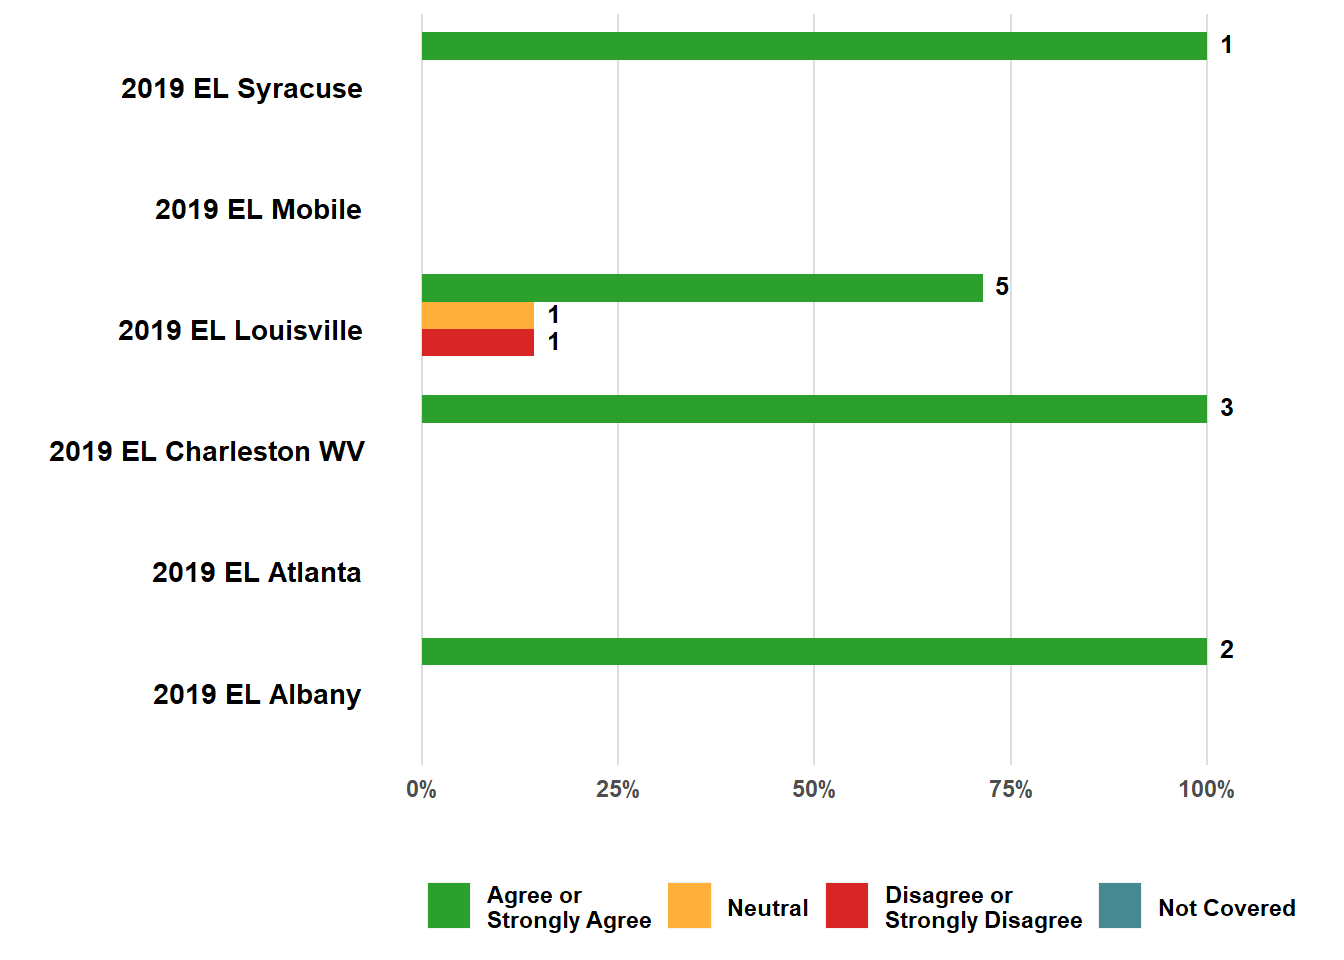 1
2019 EL Syracuse
2019 EL Mobile
5
1
2019 EL Louisville
1
3
2019 EL Charleston WV
2019 EL Atlanta
2
2019 EL Albany
0% 25% 50% 75% 100%
Agree or
Strongly Agree
Neutral
Disagree or
Strongly Disagree
Not Covered